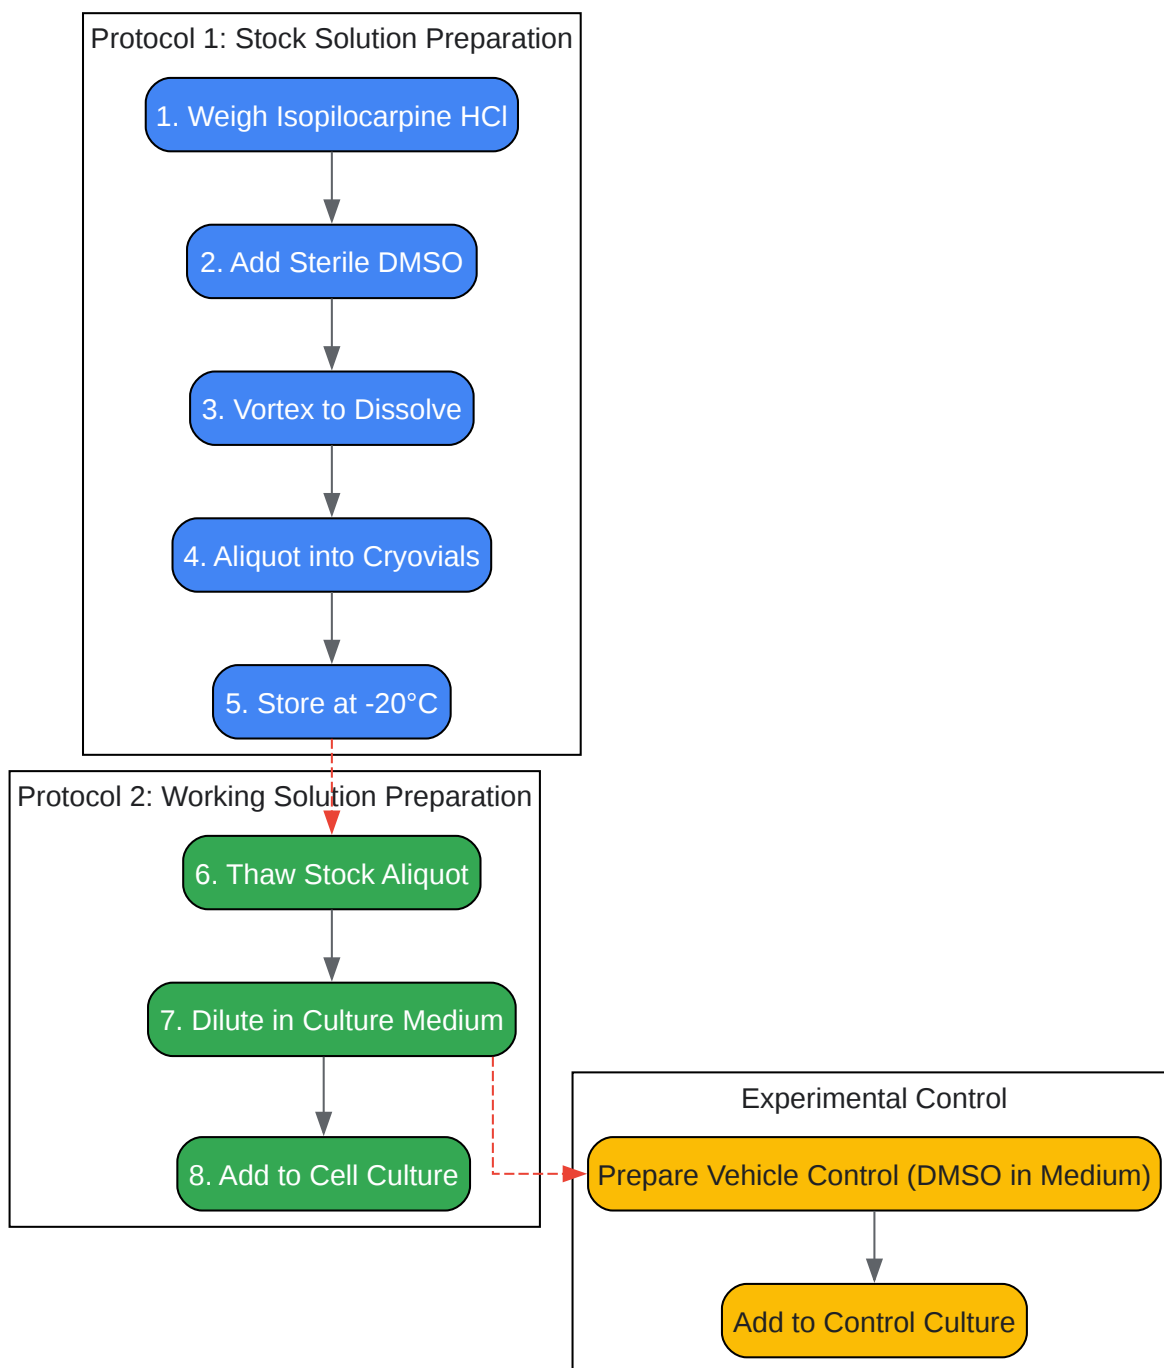 Protocol 1: Stock Solution Preparation
1. Weigh Isopilocarpine HCl
2. Add Sterile DMSO
3. Vortex to Dissolve
4. Aliquot into Cryovials
5. Store at -20°C
Protocol 2: Working Solution Preparation
6. Thaw Stock Aliquot
7. Dilute in Culture Medium
8. Add to Cell Culture
Experimental Control
Prepare Vehicle Control (DMSO in Medium)
Add to Control Culture